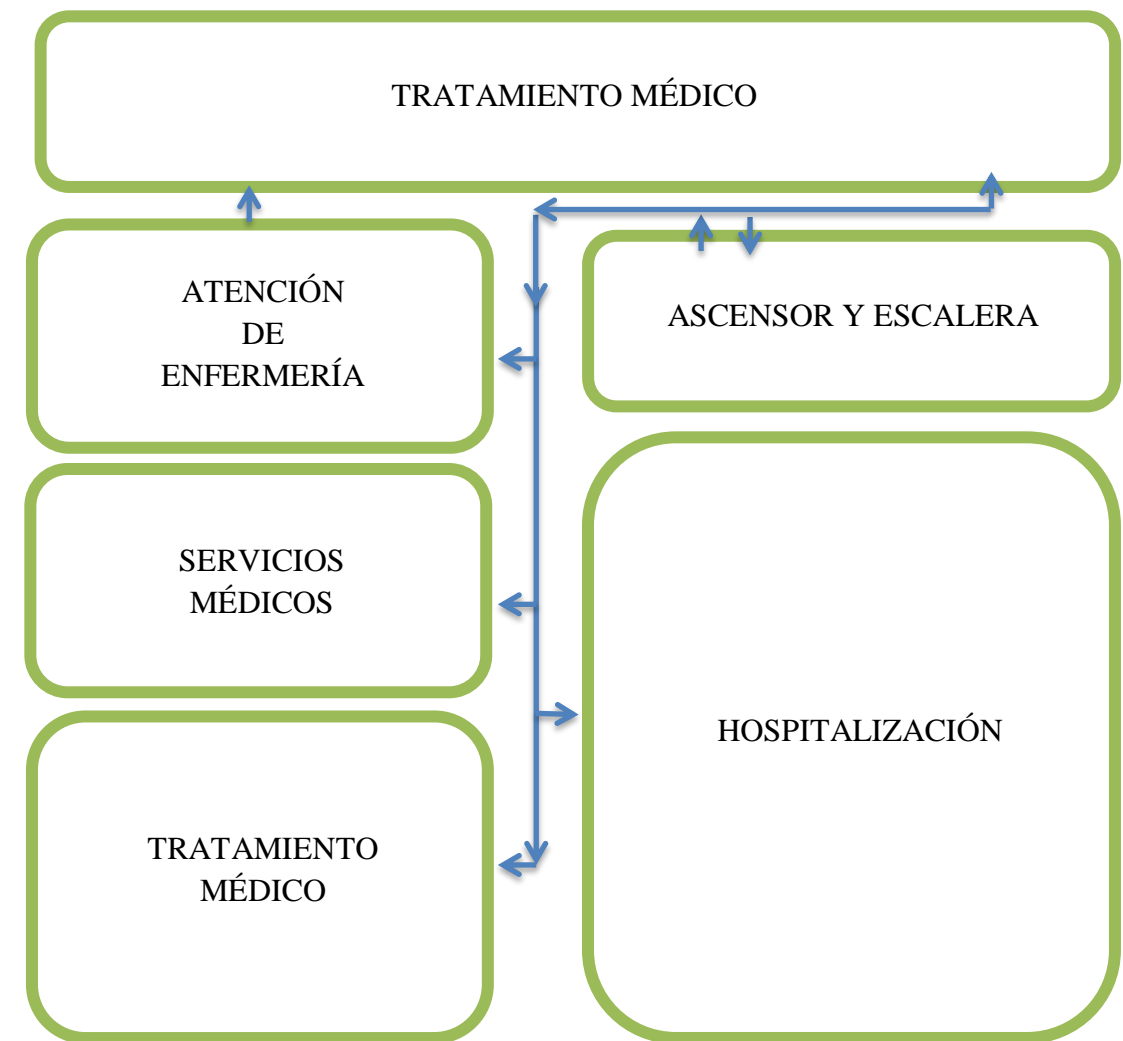 TRATAMIENTO MÉDICO
ATENCIÓN
DE
ENFERMERÍA
ASCENSOR Y ESCALERA
SERVICIOS
MÉDICOS
HOSPITALIZACIÓN
TRATAMIENTO
MÉDICO